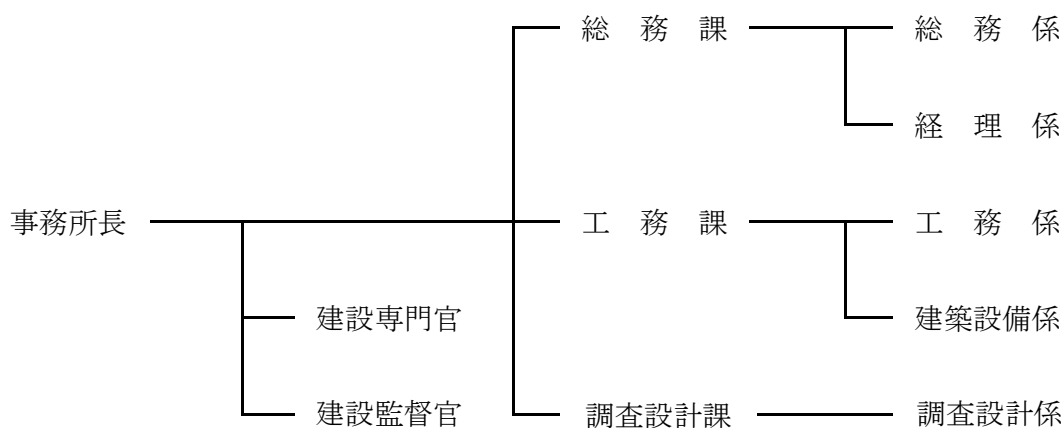 総　務　課　総　務　係
経　理　係
事務所長　工　務　課　工　務　係
建設専門官　建築設備係
建設監督官　調査設計課　調査設計係